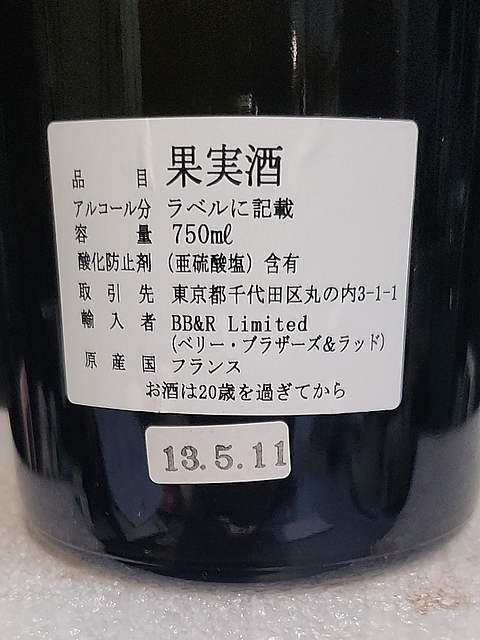 品目 果実酒
アルコール分 ラベルに記載
容量 750mℓ
酸化防止剤 (亜硫酸塩) 含有
取引先 東京都千代田区丸の内3-1-1
輸入者 BB&R Limited
(ベリー・ブラザーズ&ラッド)
原産国 フランス
お酒は20歳を過ぎてから
13.5.11